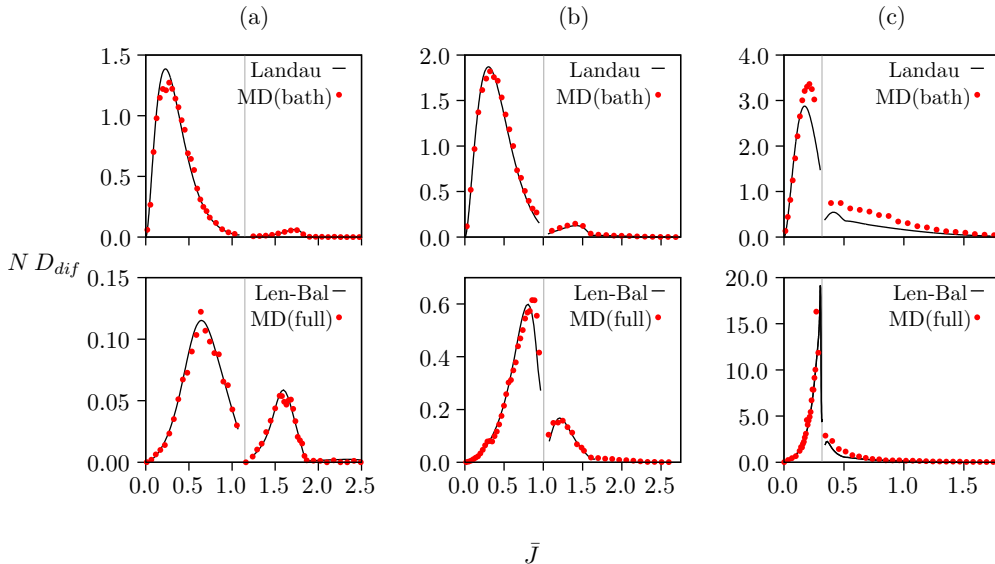 (a) (b) (c)
1.5
1.0
0.5
0.0
Landau
MD(bath)
2.0
1.5
1.0
0.5
0.0
Landau
MD(bath)
4.0
3.0
2.0
1.0
0.0
Landau
MD(bath)
N D_{dif}
0.15
0.10
0.05
0.00
Len-Bal
MD(full)
0.0 0.5 1.0 1.5 2.0 2.5
0.6
0.4
0.2
0.0
Len-Bal
MD(full)
0.0 0.5 1.0 1.5 2.0 2.5
20.0
15.0
10.0
5.0
0.0
Len-Bal
MD(full)
0.0 0.5 1.0 1.5
J̄